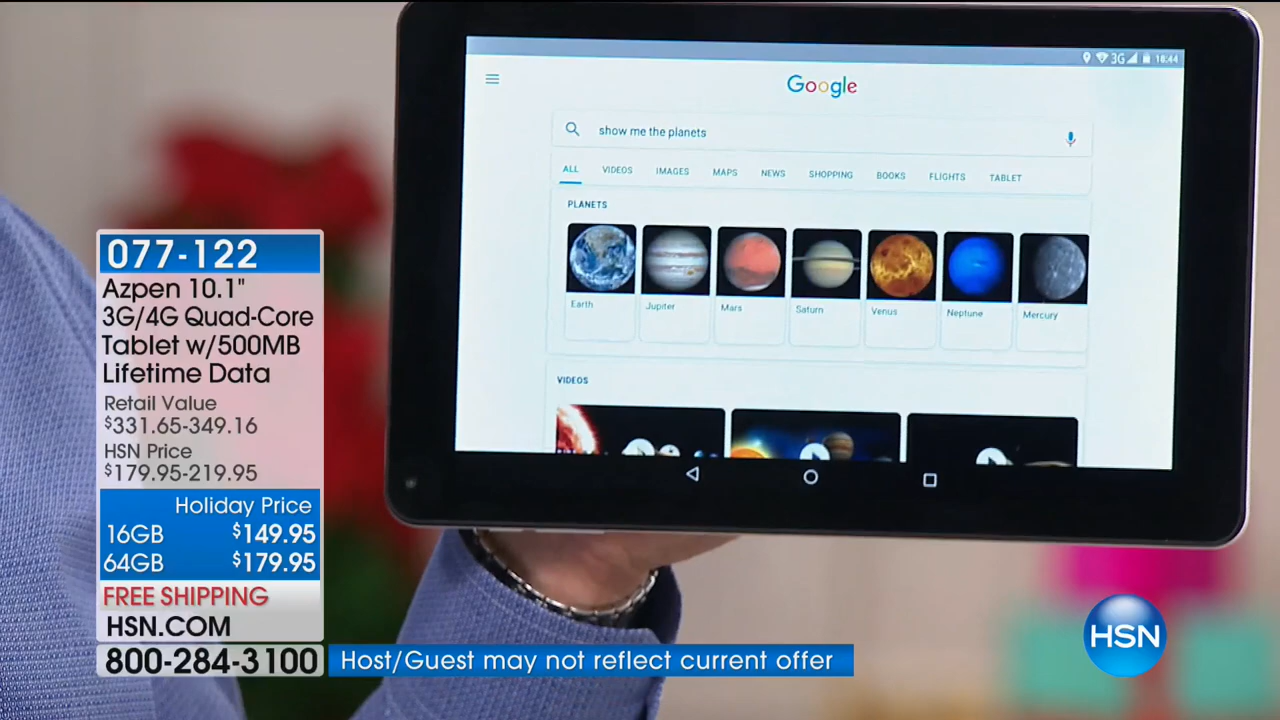 077-122
Azpen 10.1"
3G/4G Quad-Core
Tablet w/500MB
Lifetime Data
Retail Value
$331.65-349.16
HSN Price
$179.95-219.95
Holiday Price
16GB $149.95
64GB $179.95
FREE SHIPPING
HSN.COM
800-284-3100
Host/Guest may not reflect current offer
3G 18:44
Google
show me the planets
ALL VIDEOS IMAGES MAPS NEWS SHOPPING BOOKS FLIGHTS TABLET
PLANETS
Earth Jupiter Mars Saturn Venus Neptune Mercury
VIDEOS
HSN